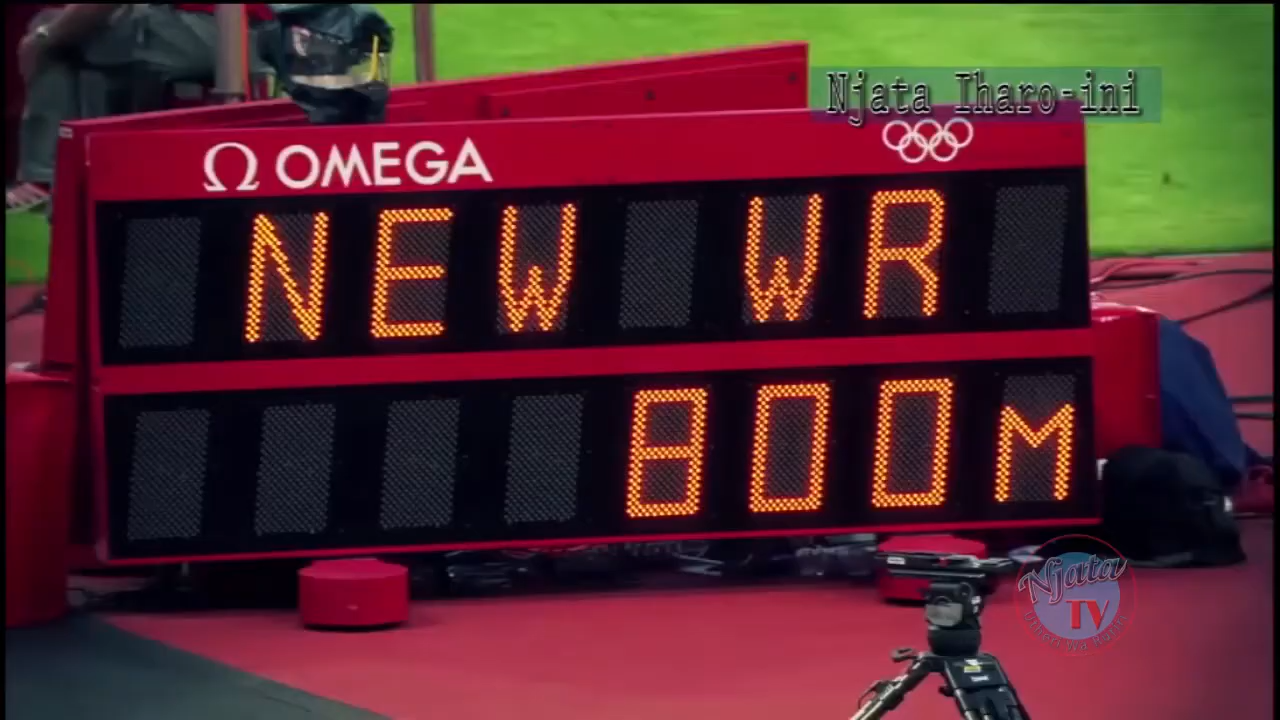 Njata Iharo-ini
Ω OMEGA
NEW WR
800M
Njata
TV